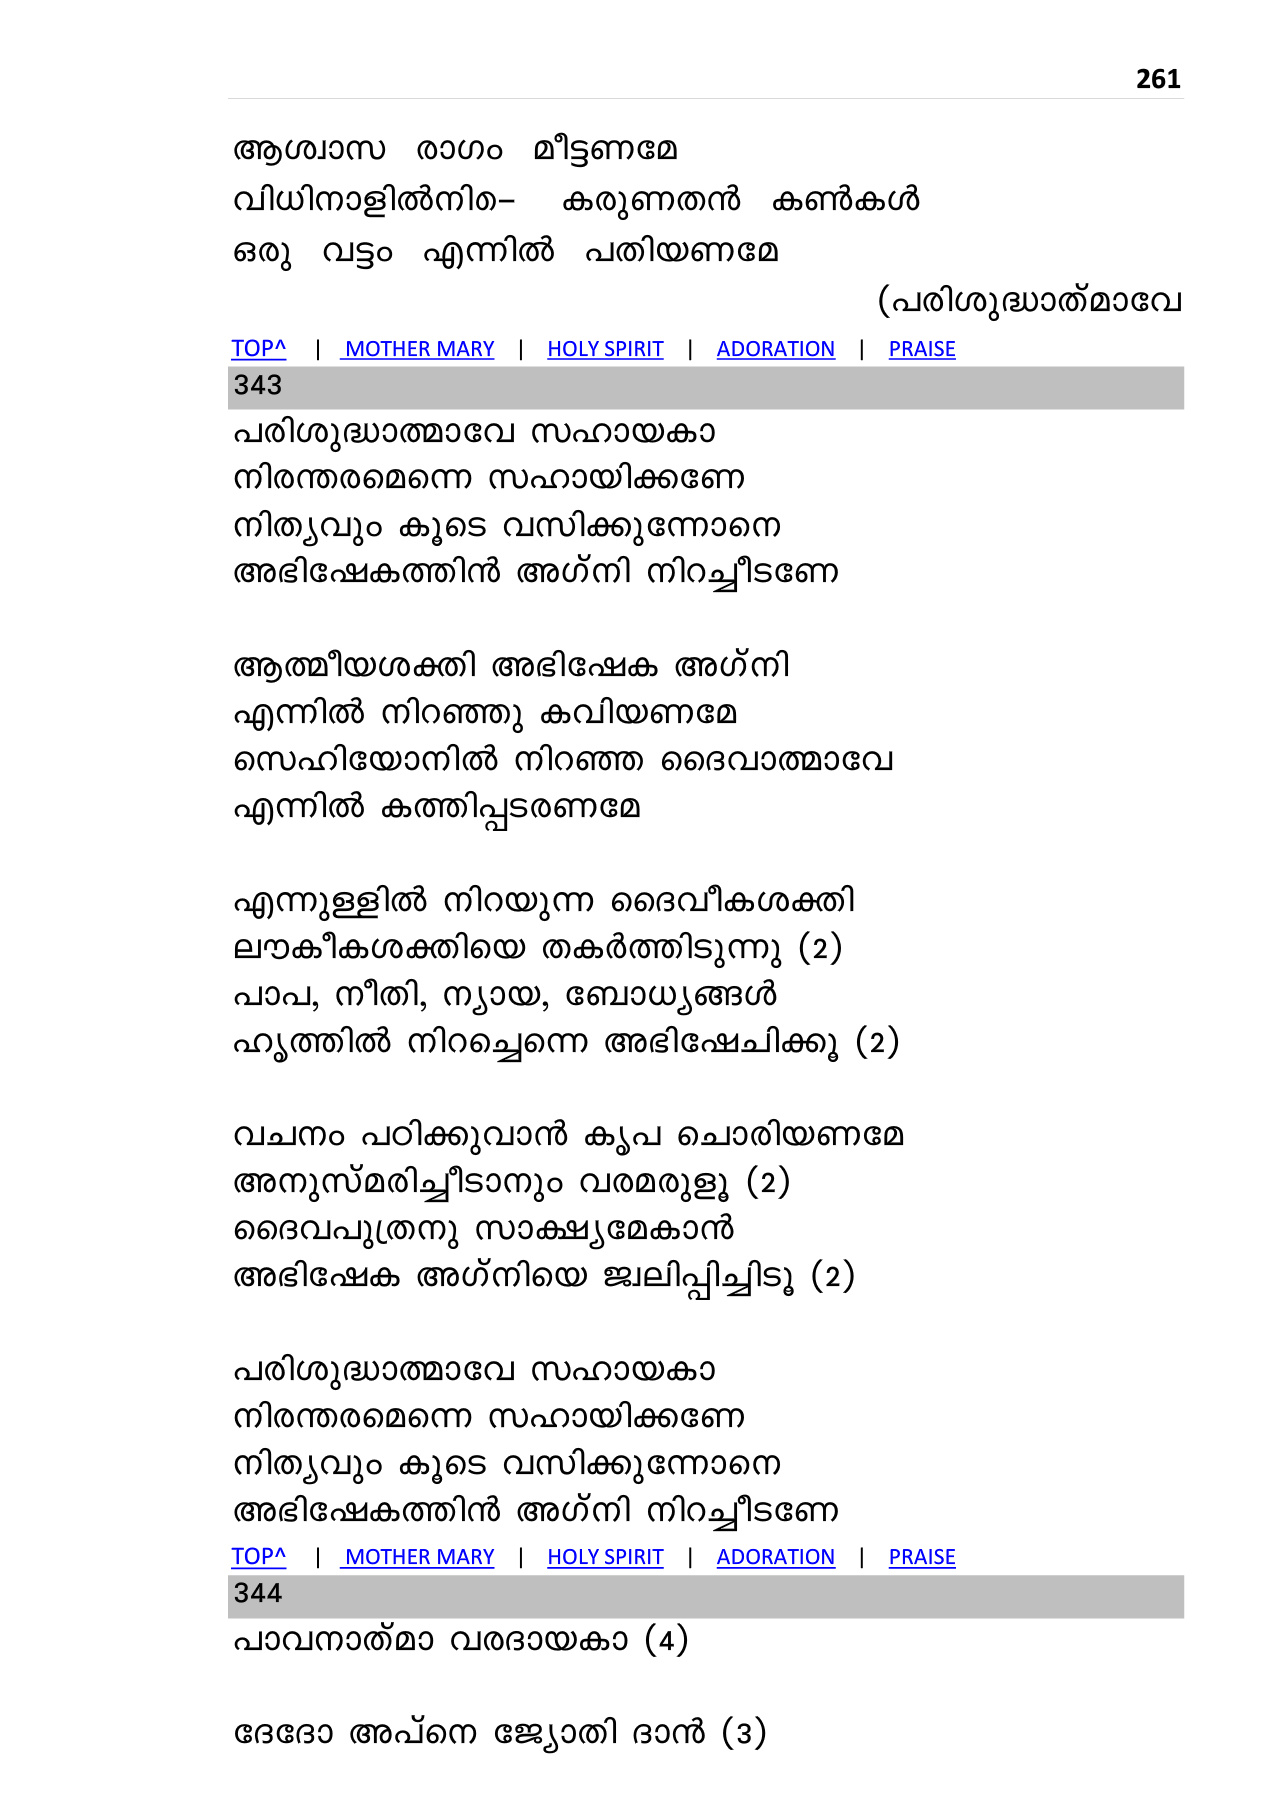 261
ആശ്വാസ രാഗം മീട്ടണമേ
വിധിനാളിൽനിൻെ– കരുണതൻ കൺകൾ
ഒരു വട്ടം എന്നിൽ പതിയണമേ
(പരിശുദ്ധാത്‌മാവേ
TOP^ | MOTHER MARY | HOLY SPIRIT | ADORATION | PRAISE
343
പരിശുദ്ധാത്മാവേ സഹായകാ
നിരന്തരമെന്നെ സഹായിക്കണേ
നിത്യവും കൂടെ വസിക്കുന്നോനെ
അഭിഷേകത്തിൻ അഗ്‌നി നിറച്ചീടണേ
ആത്മീയശക്തി അഭിഷേക അഗ്‌നി
എന്നിൽ നിറഞ്ഞു കവിയണമേ
സെഹിയോനിൽ നിറഞ്ഞ ദൈവാത്മാവേ
എന്നിൽ കത്തിപ്പടരണമേ
എന്നുള്ളിൽ നിറയുന്ന ദൈവീകശക്തി
ലൗകീകശക്തിയെ തകർത്തിടുന്നു (2)
പാപ, നീതി, ന്യായ, ബോധ്യങ്ങൾ
ഹൃത്തിൽ നിറച്ചെന്നെ അഭിഷേചിക്കൂ (2)
വചനം പഠിക്കുവാൻ കൃപ ചൊരിയണമേ
അനുസ്‌മരിച്ചീടാനും വരമരുളൂ (2)
ദൈവപുത്രനു സാക്ഷ്യമേകാൻ
അഭിഷേക അഗ്‌നിയെ ജ്വലിപ്പിച്ചിടൂ (2)
പരിശുദ്ധാത്മാവേ സഹായകാ
നിരന്തരമെന്നെ സഹായിക്കണേ
നിത്യവും കൂടെ വസിക്കുന്നോനെ
അഭിഷേകത്തിൻ അഗ്‌നി നിറച്ചീടണേ
TOP^ | MOTHER MARY | HOLY SPIRIT | ADORATION | PRAISE
344
പാവനാത്‌മാ വരദായകാ (4)
ദേദോ അപ്‌നെ ജ്യോതി ദാൻ (3)